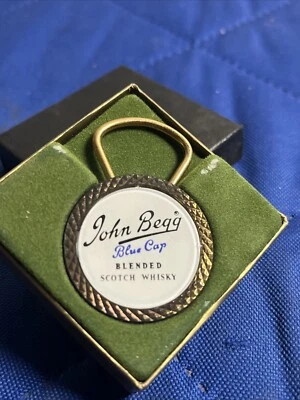 John Begg
Blue Cap
BLENDED
SCOTCH WHISKY